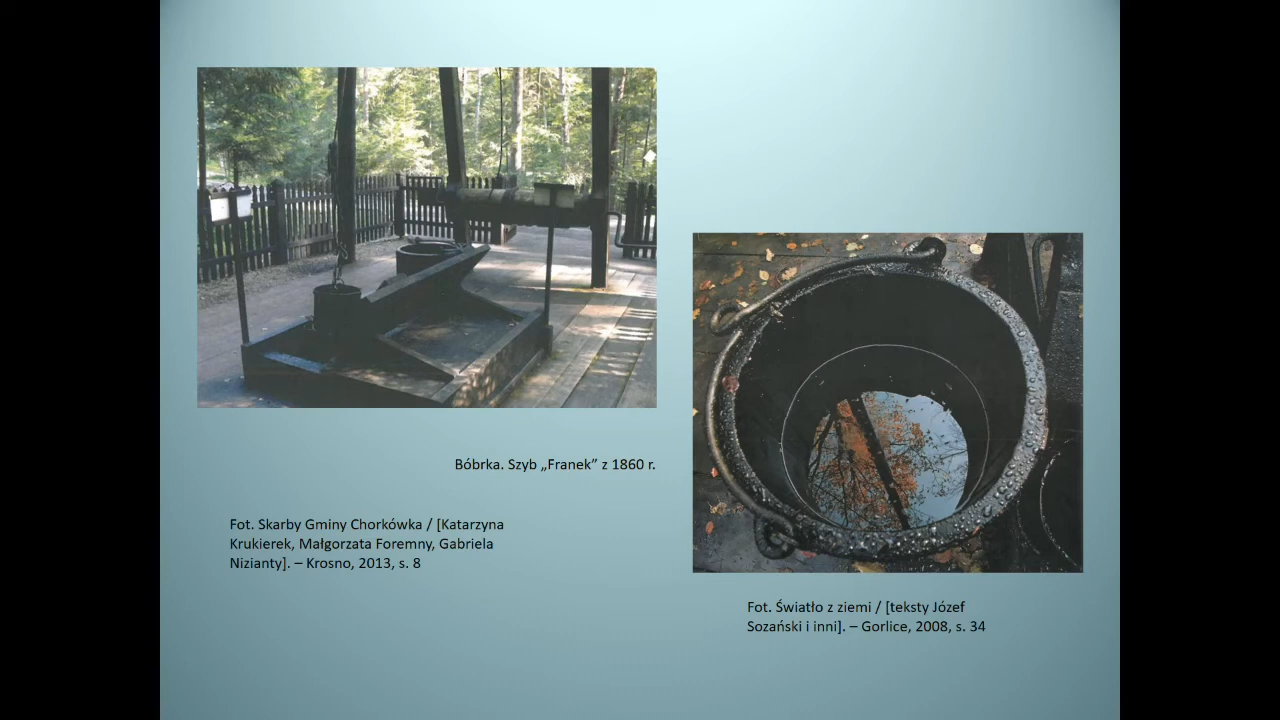 Bóbrka. Szyb „Franek” z 1860 r.
Fot. Skarby Gminy Chorkówka / [Katarzyna
Krukierek, Małgorzata Foremny, Gabriela
Nizianty]. – Krosno, 2013, s. 8
Fot. Światło z ziemi / [teksty Józef
Sozański i inni]. – Gorlice, 2008, s. 34